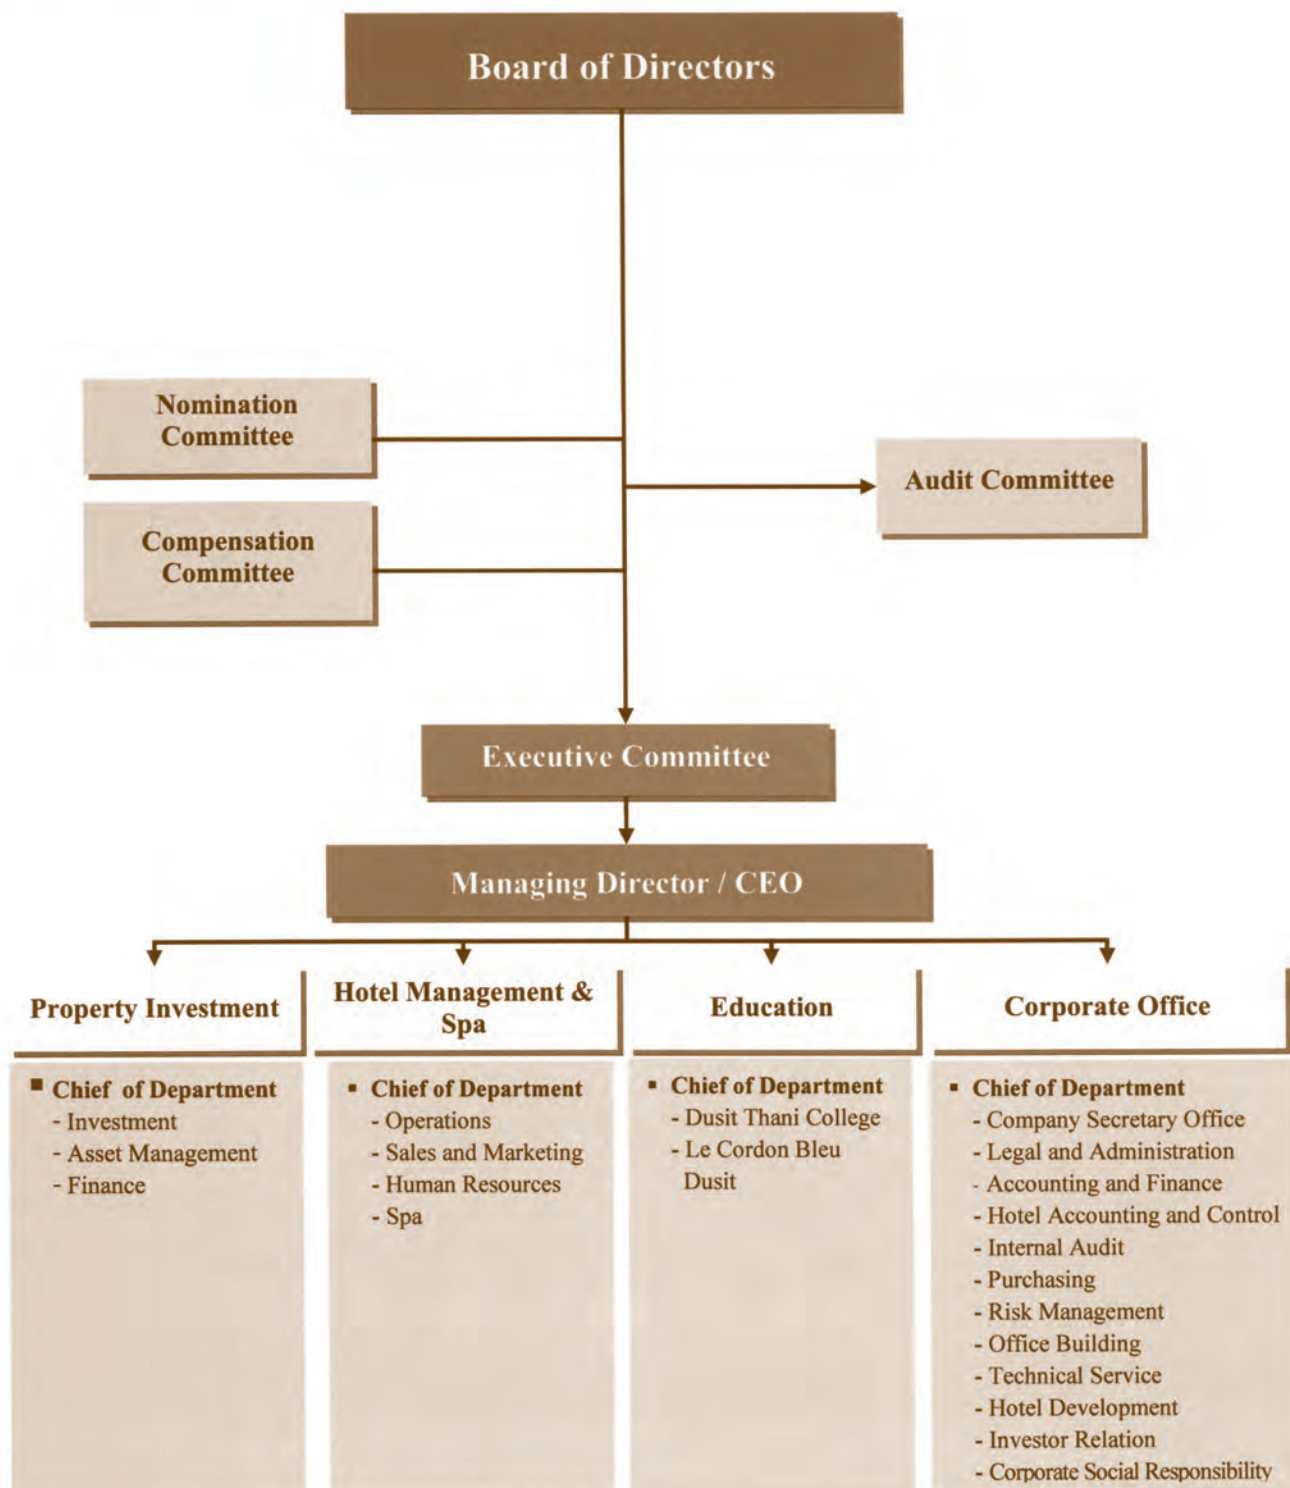 Board of Directors
Nomination
Committee
Audit Committee
Compensation
Committee
Executive Committee
Managing Director / CEO
Property Investment
▪ Chief of Department
- Investment
- Asset Management
- Finance
Hotel Management &
Spa
▪ Chief of Department
- Operations
- Sales and Marketing
- Human Resources
- Spa
Education
▪ Chief of Department
- Dusit Thani College
- Le Cordon Bleu
Dusit
Corporate Office
▪ Chief of Department
- Company Secretary Office
- Legal and Administration
- Accounting and Finance
- Hotel Accounting and Control
- Internal Audit
- Purchasing
- Risk Management
- Office Building
- Technical Service
- Hotel Development
- Investor Relation
- Corporate Social Responsibility